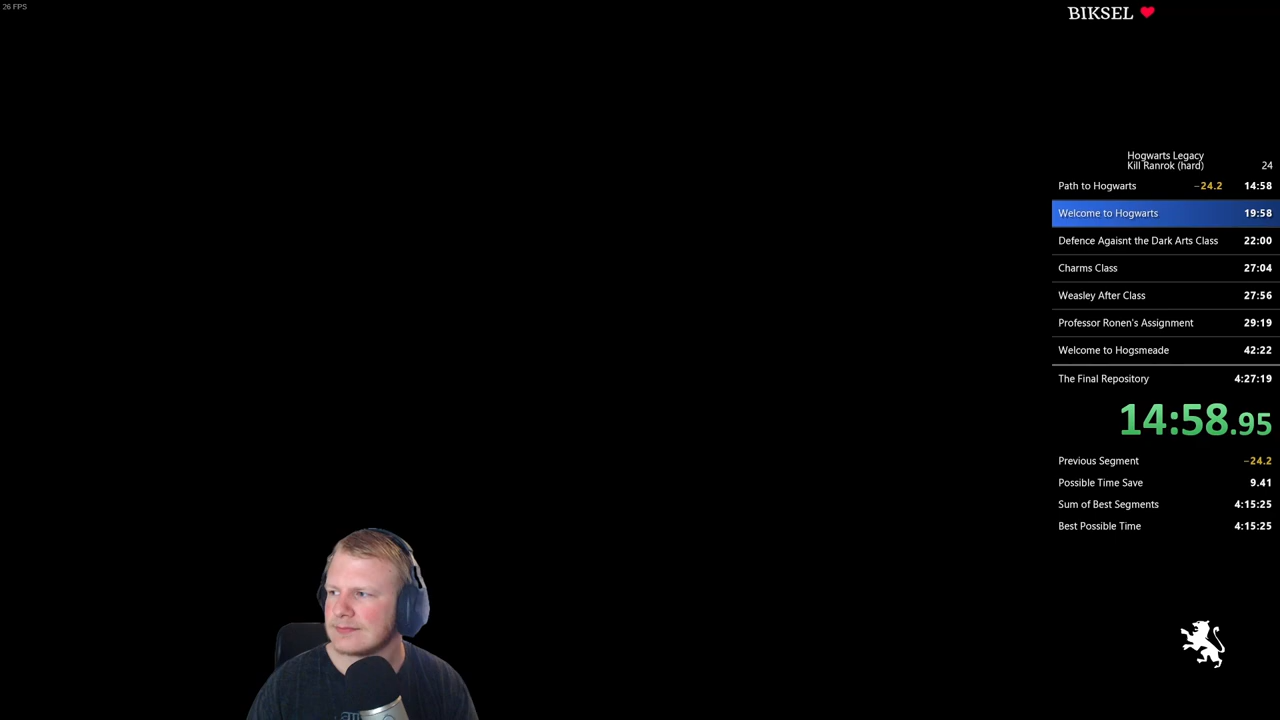 26 FPS
BIKSEL
Hogwarts Legacy
Kill Ranrok (hard) 24
Path to Hogwarts −24.2 14:58
Welcome to Hogwarts 19:58
Defence Agaisnt the Dark Arts Class 22:00
Charms Class 27:04
Weasley After Class 27:56
Professor Ronen's Assignment 29:19
Welcome to Hogsmeade 42:22
The Final Repository 4:27:19
14:58.95
Previous Segment −24.2
Possible Time Save 9.41
Sum of Best Segments 4:15:25
Best Possible Time 4:15:25